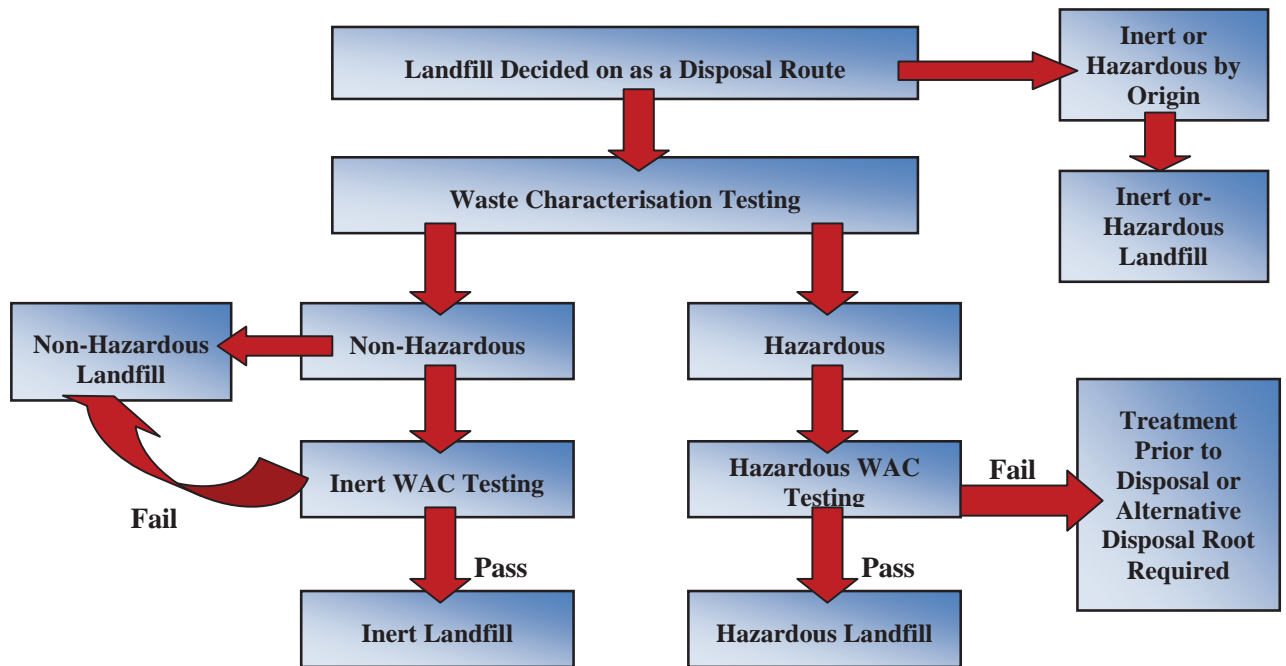 Landfill Decided on as a Disposal Route
Inert or
Hazardous by
Origin
Waste Characterisation Testing
Inert or-
Hazardous
Landfill
Non-Hazardous
Landfill
Non-Hazardous
Hazardous
Inert WAC Testing
Fail
Hazardous WAC
Testing
Fail
Treatment
Prior to
Disposal or
Alternative
Disposal Root
Required
Pass
Pass
Inert Landfill
Hazardous Landfill